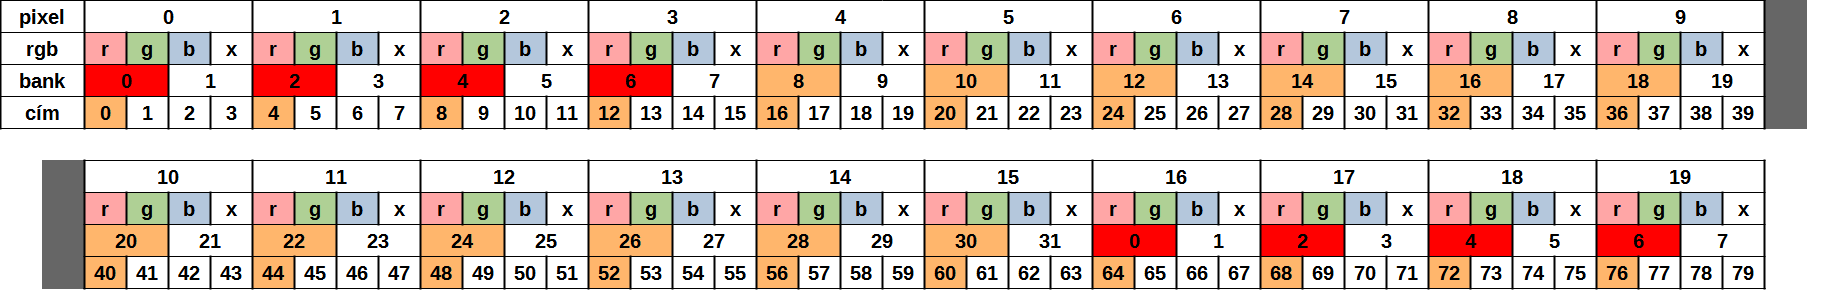 pixel 0 1 2 3 4 5 6 7 8 9
rgb r g b x r g b x r g b x r g b x r g b x r g b x r g b x r g b x r g b x r g b x
bank 0 1 2 3 4 5 6 7 8 9 10 11 12 13 14 15 16 17 18 19
cím 0 1 2 3 4 5 6 7 8 9 10 11 12 13 14 15 16 17 18 19 20 21 22 23 24 25 26 27 28 29 30 31 32 33 34 35 36 37 38 39
10 11 12 13 14 15 16 17 18 19
r g b x r g b x r g b x r g b x r g b x r g b x r g b x r g b x r g b x r g b x
20 21 22 23 24 25 26 27 28 29 30 31 0 1 2 3 4 5 6 7
40 41 42 43 44 45 46 47 48 49 50 51 52 53 54 55 56 57 58 59 60 61 62 63 64 65 66 67 68 69 70 71 72 73 74 75 76 77 78 79